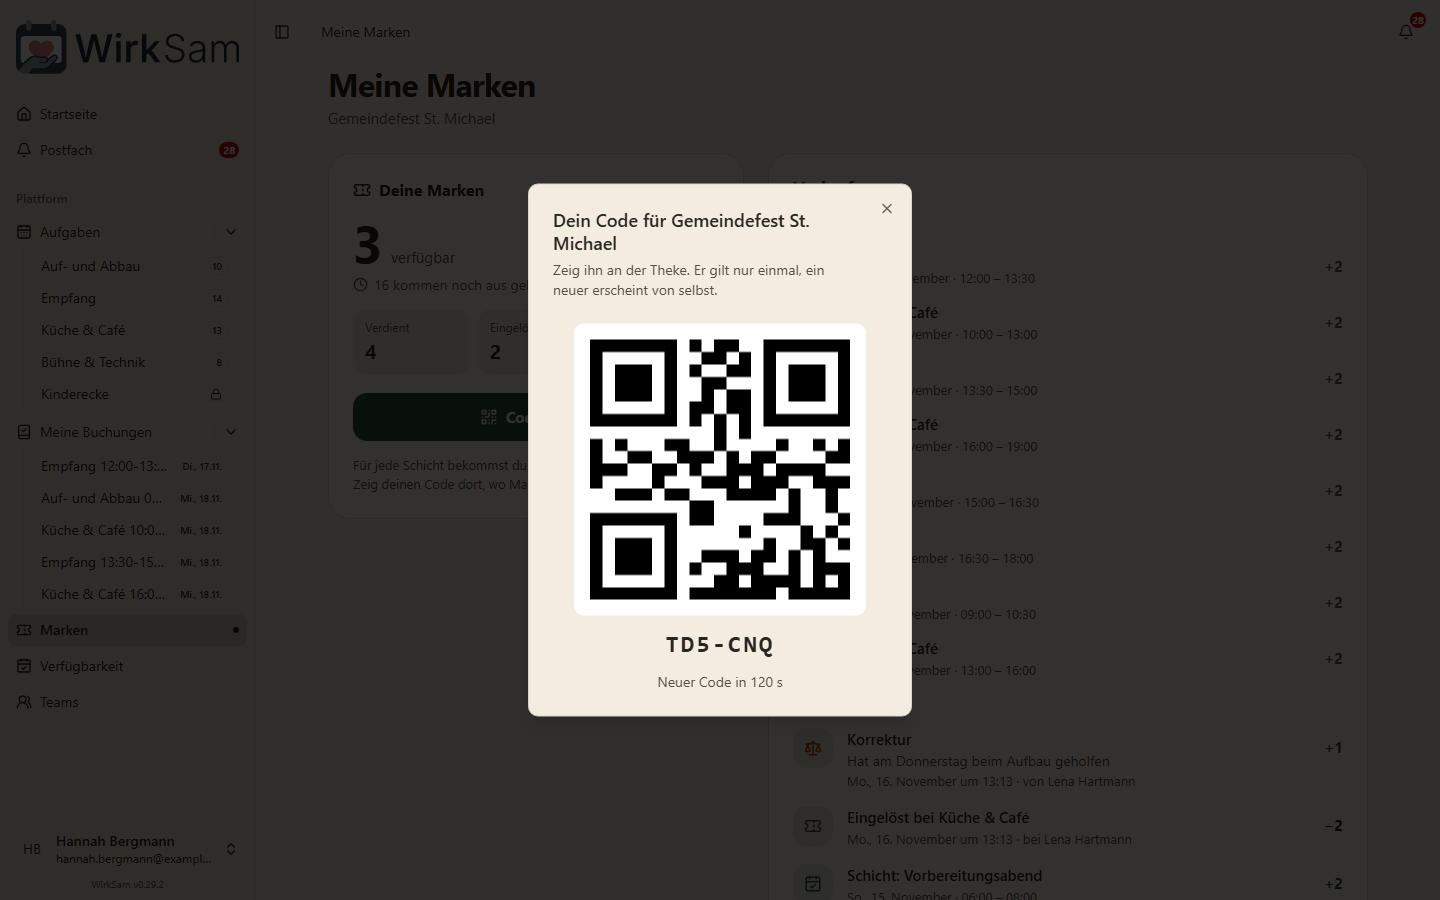 WirkSam
Startseite
Postfach
28
Plattform
Aufgaben
Auf- und Abbau
10
Empfang
14
Küche & Café
13
Bühne & Technik
8
Kinderecke
Meine Buchungen
Empfang 12:00-13:...
Di., 17.11.
Auf- und Abbau 0...
Mi., 18.11.
Küche & Café 10:0...
Mi., 18.11.
Empfang 13:30-15...
Mi., 18.11.
Küche & Café 16:0...
Mi., 18.11.
Marken
Verfügbarkeit
Teams
HB
Hannah Bergmann
hannah.bergmann@exampl...
WirkSam v0.29.2
Meine Marken
28
Meine Marken
Gemeindefest St. Michael
Deine Marken
3 verfügbar
16 kommen noch aus
Verdient
4
2
Für jede Schicht bekommst du
Zeig deinen Code dort, wo
Dein Code für Gemeindefest St.
Michael
Zeig ihn an der Theke. Er gilt nur einmal, ein
neuer erscheint von selbst.
TD5-CNQ
Neuer Code in 120 s
+2
12:00 – 13:30
Café
+2
10:00 – 13:00
+2
13:30 – 15:00
Café
+2
16:00 – 19:00
+2
15:00 – 16:30
+2
16:30 – 18:00
+2
09:00 – 10:30
Café
+2
13:00 – 16:00
Korrektur
+1
Hat am Donnerstag beim Aufbau geholfen
Mo., 16. November um 13:13 · von Lena Hartmann
Eingelöst bei Küche & Café
−2
Mo., 16. November um 13:13 · bei Lena Hartmann
Schicht: Vorbereitungsabend
+2
So., 15. November · 06:00 – 08:00